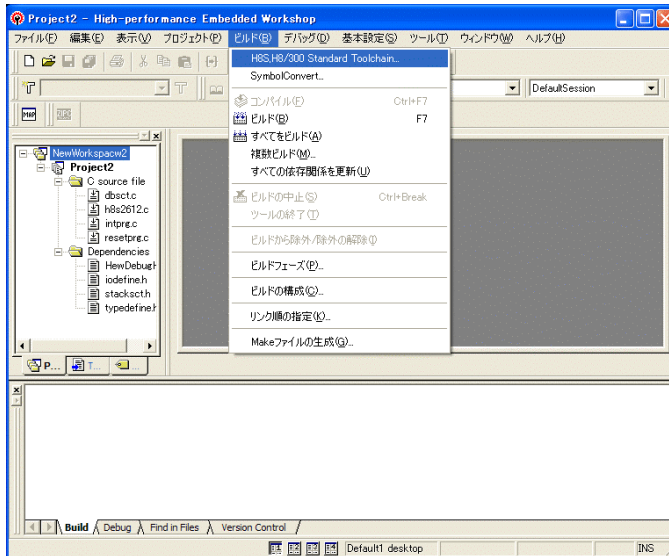 Project2 - High-performance Embedded Workshop
ファイル(F) 編集(E) 表示(V) プロジェクト(P) ビルド(B) デバッグ(D) 基本設定(S) ツール(T) ウィンドウ(W) ヘルプ(H)
H8S,H8/300 Standard Toolchain...
SymbolConvert...
DefaultSession
コンパイル(F) Ctrl+F7
ビルド(B) F7
MAP
すべてをビルド(A)
複数ビルド(M)...
すべての依存関係を更新(U)
ビルドの中止(S) Ctrl+Break
ツールの終了(T)
ビルドから除外/除外の解除(I)
ビルドフェーズ(P)...
ビルドの構成(C)...
リンク順の指定(K)...
Makeファイルの生成(G)...
NewWorkspacw2
Project2
C source file
dbsct.c
h8s2612.c
intprg.c
resetprg.c
Dependencies
HewDebugH
iodefine.h
stacksct.h
typedefine.h
P... T...
Build Debug Find in Files Version Control
Default1 desktop INS